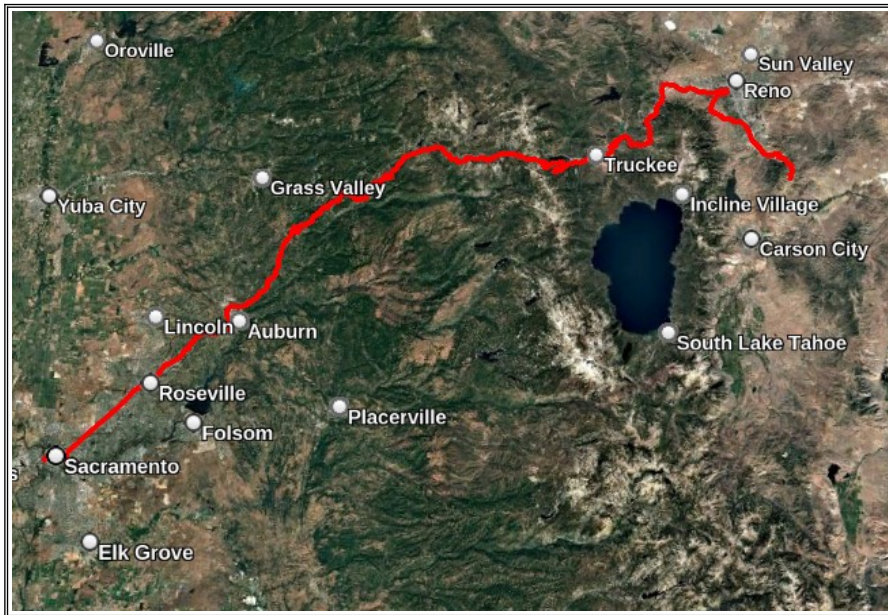 Oroville
Sun Valley
Reno
Truckee
Grass Valley
Yuba City
Incline Village
Carson City
Lincoln
Auburn
South Lake Tahoe
Roseville
Placerville
Folsom
Sacramento
s
Elk Grove